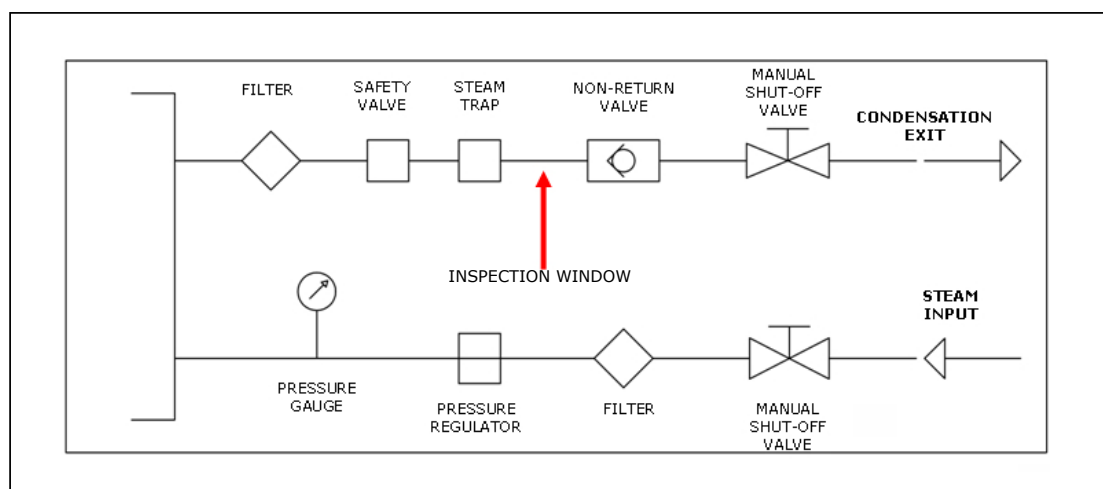 FILTER
SAFETY
VALVE
STEAM
TRAP
NON-RETURN
VALVE
MANUAL
SHUT-OFF
VALVE
CONDENSATION
EXIT
INSPECTION WINDOW
STEAM
INPUT
PRESSURE
GAUGE
PRESSURE
REGULATOR
FILTER
MANUAL
SHUT-OFF
VALVE